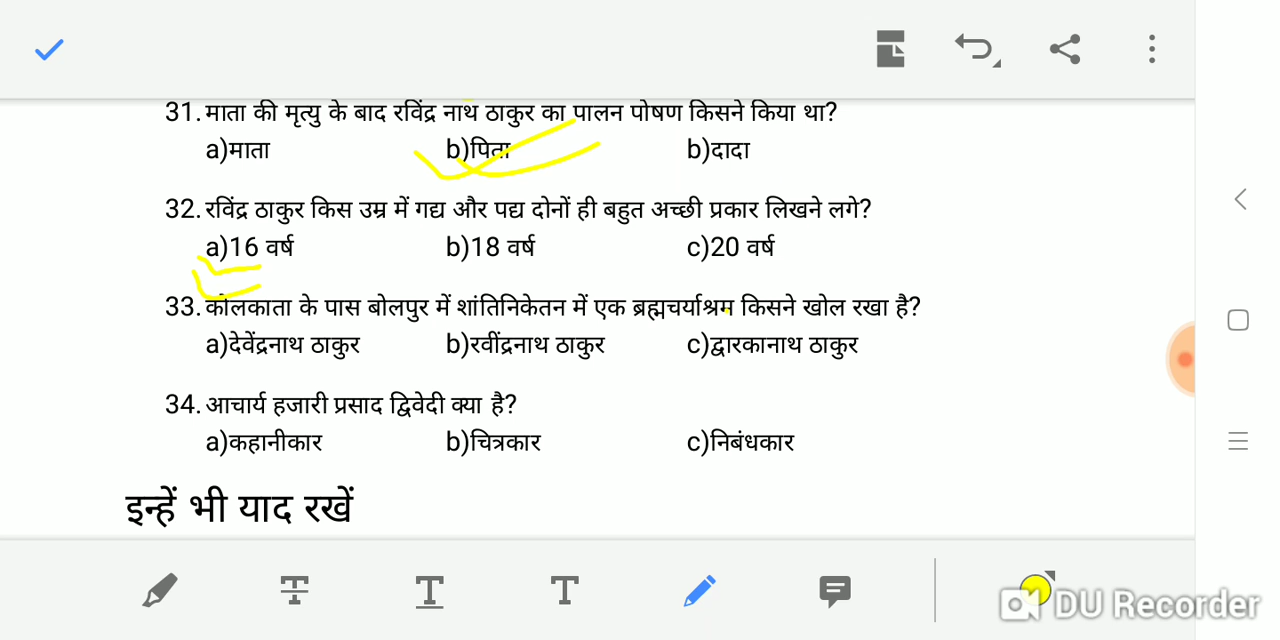 31. माता की मृत्यु के बाद रविंद्र नाथ ठाकुर का पालन पोषण किसने किया था?
a)माता b)पिता b)दादा
32. रविंद्र ठाकुर किस उम्र में गद्य और पद्य दोनों ही बहुत अच्छी प्रकार लिखने लगे?
a)16 वर्ष b)18 वर्ष c)20 वर्ष
33. कोलकाता के पास बोलपुर में शांतिनिकेतन में एक ब्रह्मचर्याश्रम किसने खोल रखा है?
a)देवेंद्रनाथ ठाकुर b)रवींद्रनाथ ठाकुर c)द्वारकानाथ ठाकुर
34. आचार्य हजारी प्रसाद द्विवेदी क्या है?
a)कहानीकार b)चित्रकार c)निबंधकार
इन्हें भी याद रखें
T T T
DU Recorder